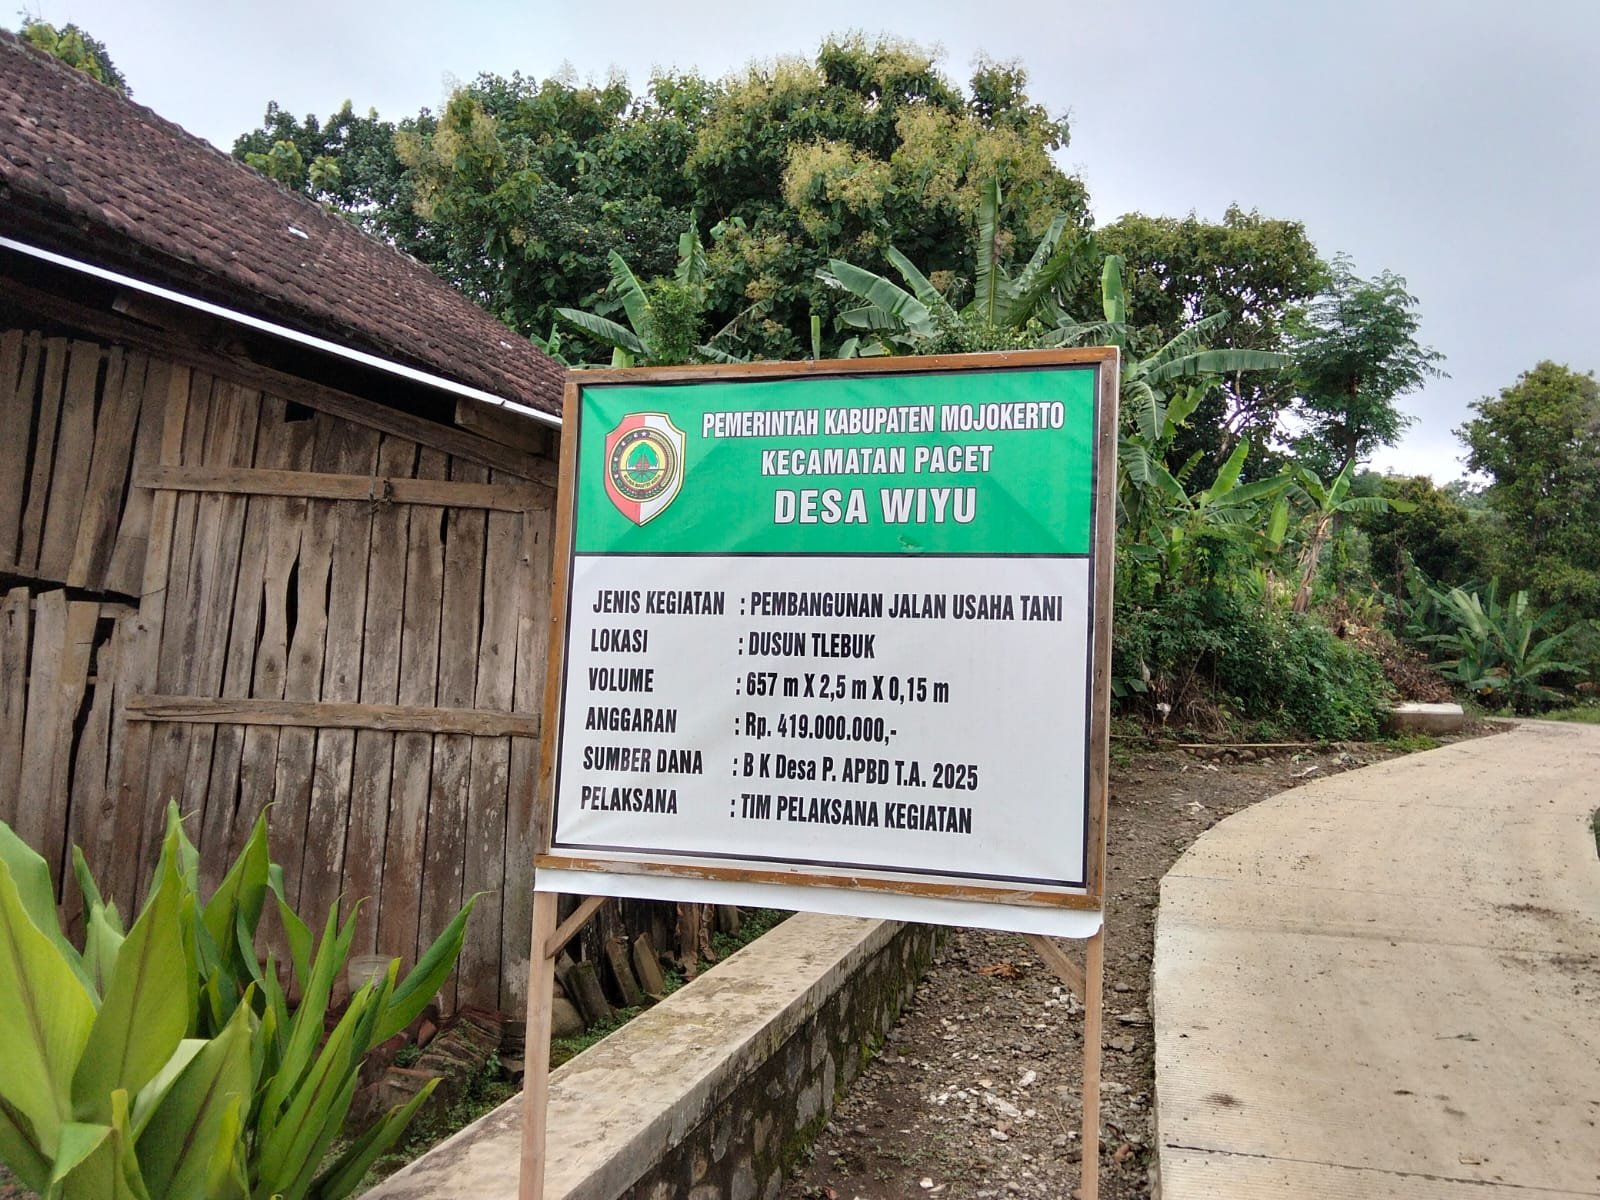 PEMERINTAH KABUPATEN MOJOKERTO
KECAMATAN PACET
DESA WIYU
JENIS KEGIATAN : PEMBANGUNAN JALAN USAHA TANI
LOKASI : DUSUN TLEBUK
VOLUME : 657 m X 2,5 m X 0,15 m
ANGGARAN : Rp. 419.000.000,-
SUMBER DANA : B K Desa P. APBD T.A. 2025
PELAKSANA : TIM PELAKSANA KEGIATAN